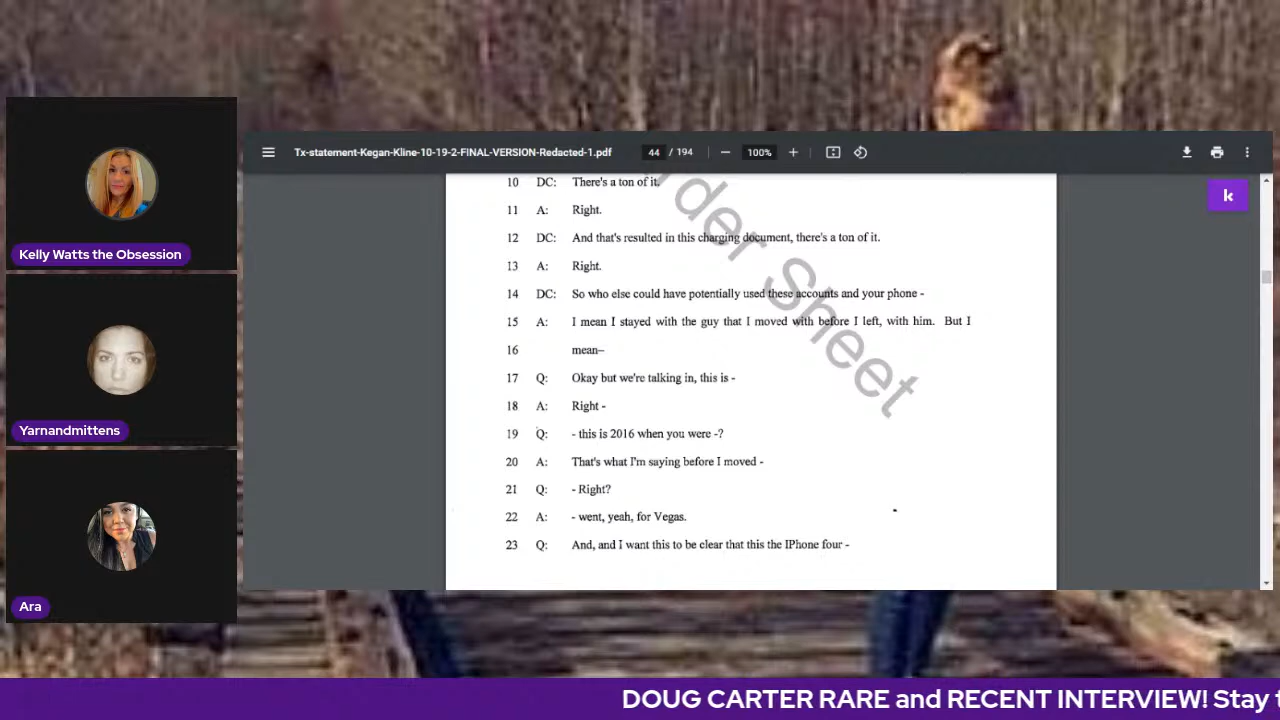 Tx-statement-Kegan-Kline-10-19-2-FINAL-VERSION-Redacted-1.pdf 44 / 194 100%
k
10 DC: There's a ton of it.
11 A: Right.
12 DC: And that's resulted in this charging document, there's a ton of it.
13 A: Right.
14 DC: So who else could have potentially used these accounts and your phone -
15 A: I mean I stayed with the guy that I moved with before I left, with him. But I
16 mean–
17 Q: Okay but we're talking in, this is -
18 A: Right -
19 Q: - this is 2016 when you were -?
20 A: That's what I'm saying before I moved -
21 Q: - Right?
22 A: - went, yeah, for Vegas.
23 Q: And, and I want this to be clear that this the IPhone four -
Sheet
Kelly Watts the Obsession
Yarnandmittens
Ara
DOUG CARTER RARE and RECENT INTERVIEW! Stay